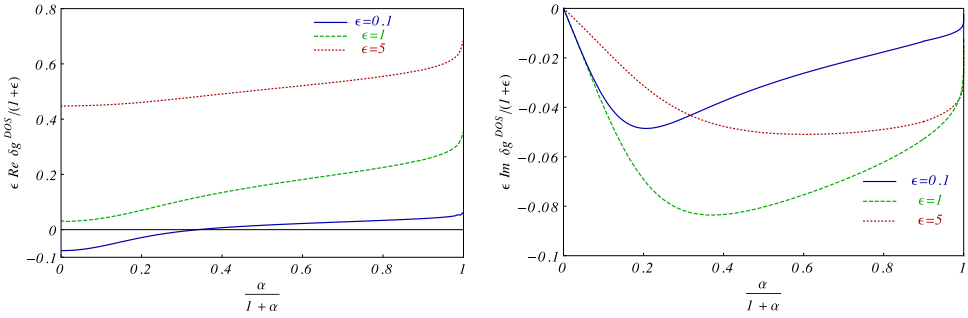 ϵ=0.1
ϵ=1
ϵ=5
ϵ Re δg^DOS/(1+ϵ)
0.8
0.6
0.4
0.2
0
−0.1
0 0.2 0.4 0.6 0.8 1
α
1 + α
ϵ Im δg^DOS/(1+ϵ)
0
−0.02
−0.04
−0.06
−0.08
−0.1
ϵ=0.1
ϵ=1
ϵ=5
0 0.2 0.4 0.6 0.8 1
α
1 + α